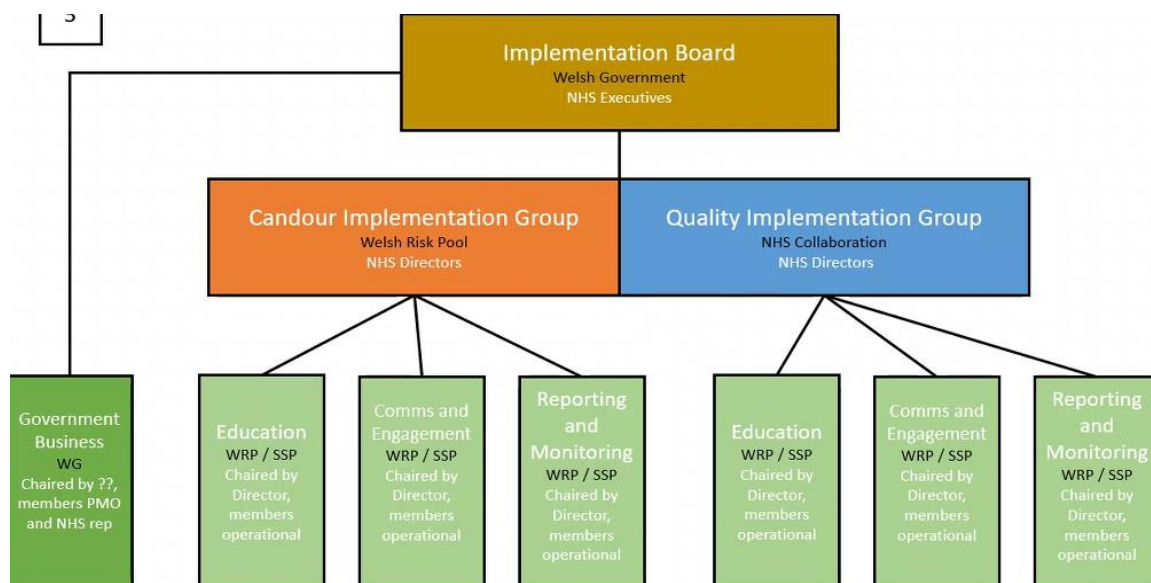 5
Implementation Board
Welsh Government
NHS Executives
Candour Implementation Group
Welsh Risk Pool
NHS Directors
Quality Implementation Group
NHS Collaboration
NHS Directors
Government
Business
WG
Chaired by ??,
members PMO
and NHS rep
Education
WRP / SSP
Chaired by
Director,
members
operational
Comms and
Engagement
WRP / SSP
Chaired by
Director,
members
operational
Reporting
and
Monitoring
WRP / SSP
Chaired by
Director,
members
operational
Education
WRP / SSP
Chaired by
Director,
members
operational
Comms and
Engagement
WRP / SSP
Chaired by
Director,
members
operational
Reporting
and
Monitoring
WRP / SSP
Chaired by
Director,
members
operational